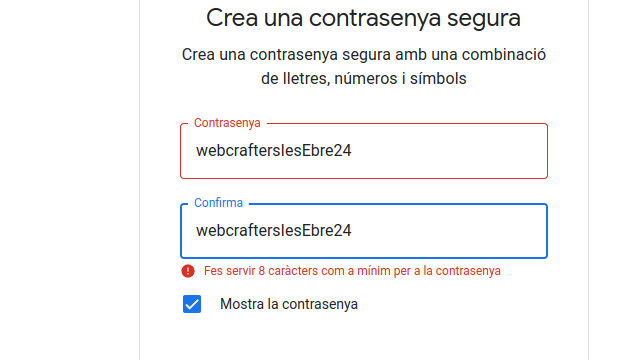 Crea una contrasenya segura
Crea una contrasenya segura amb una combinació
de lletres, números i símbols
Contrasenya
webcraftersIesEbre24
Confirma
webcraftersIesEbre24
Fes servir 8 caràcters com a mínim per a la contrasenya
Mostra la contrasenya